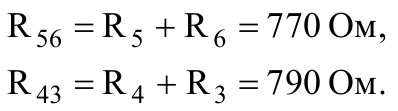 R₅₆ = R₅ + R₆ = 770 Ом,
R₄₃ = R₄ + R₃ = 790 Ом.